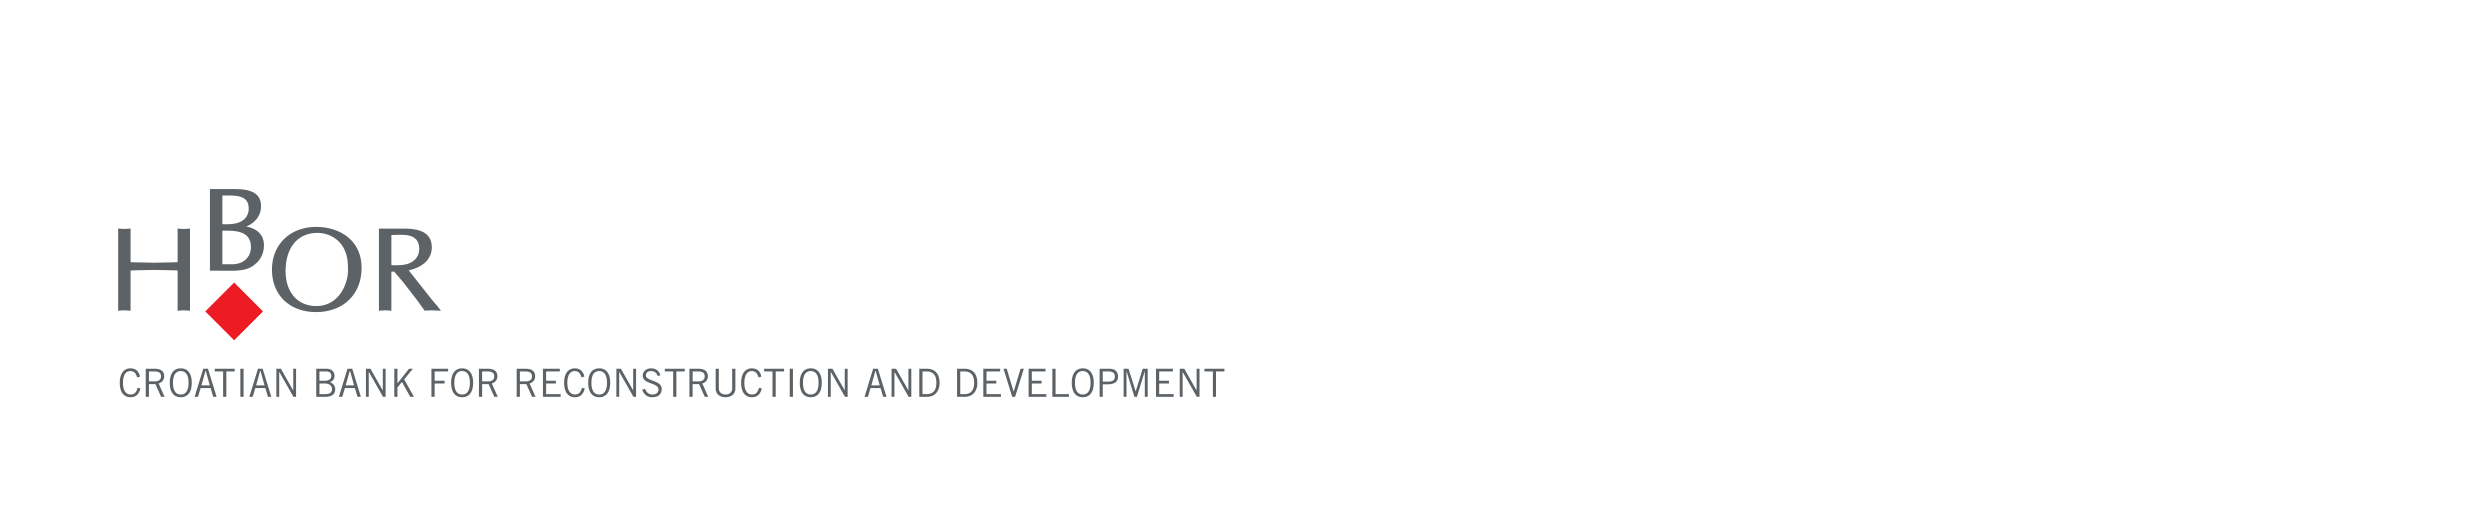 HBOR
CROATIAN BANK FOR RECONSTRUCTION AND DEVELOPMENT